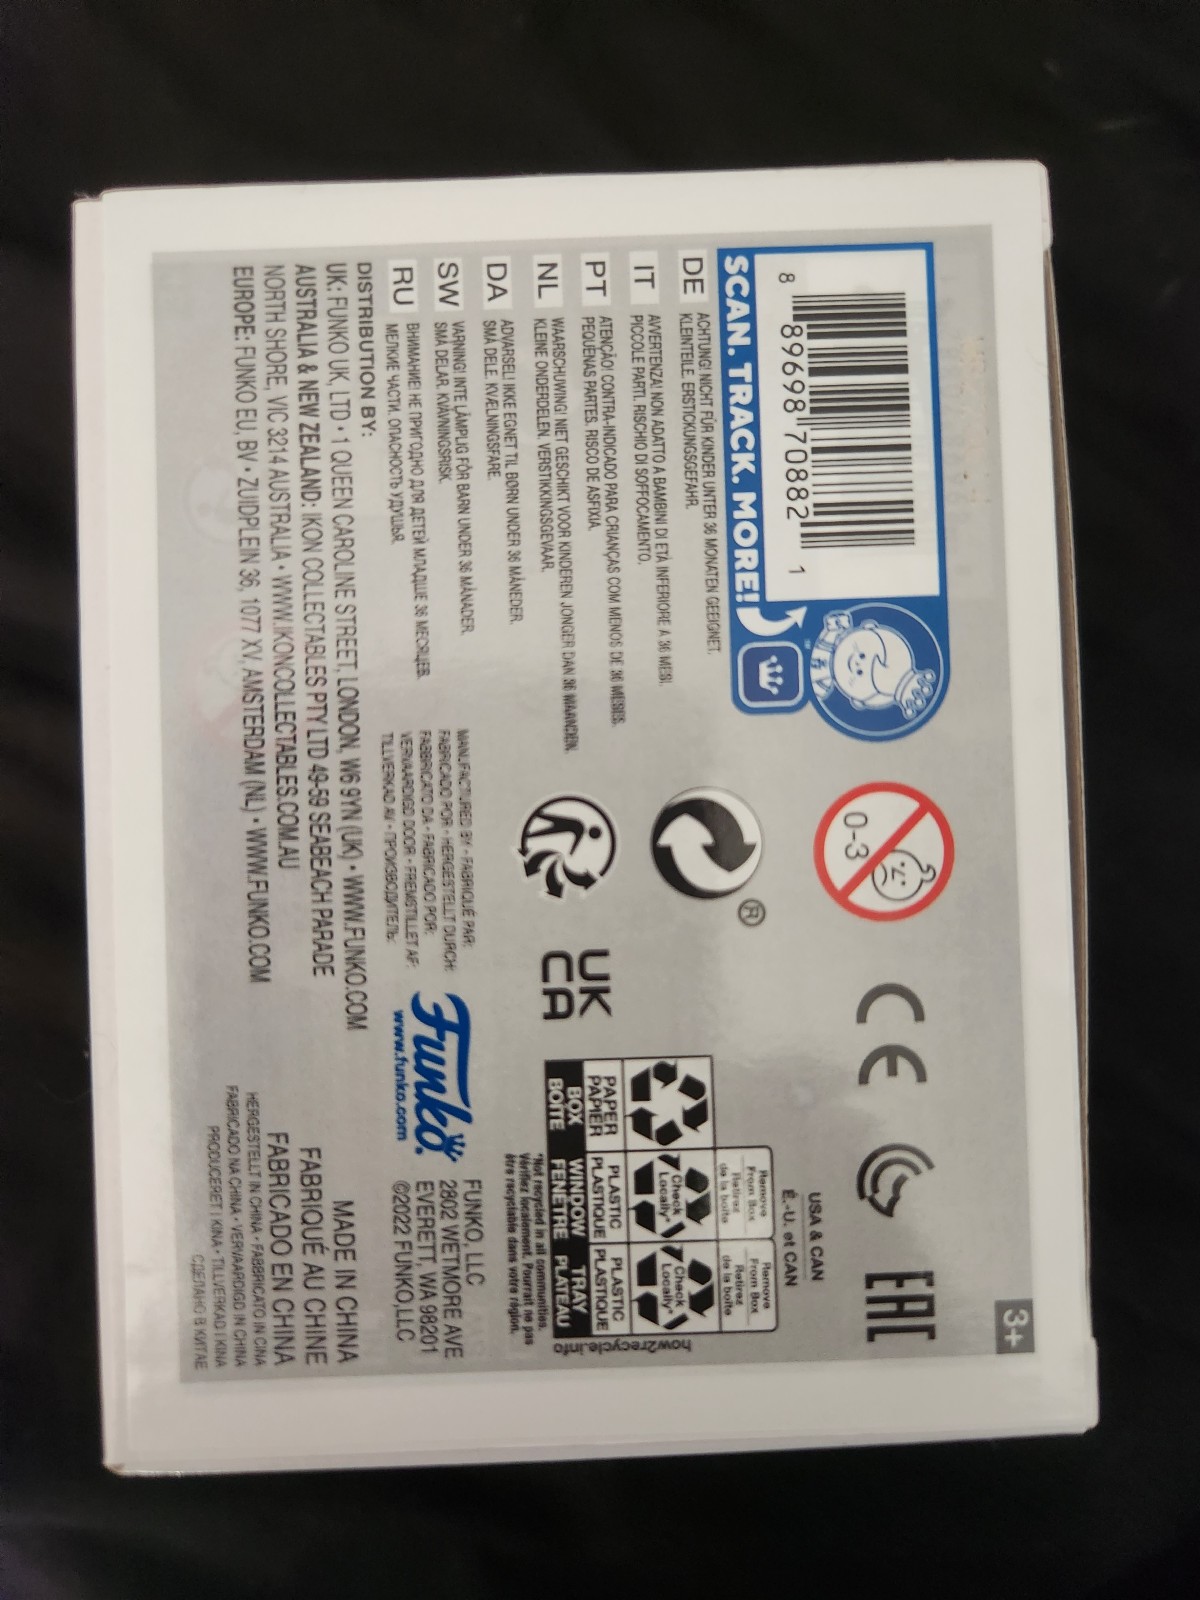 3+
8 89698 70882 1
SCAN. TRACK. MORE!
TM
0-3
CE
EAC
DE ACHTUNG! NICHT FÜR KINDER UNTER 36 MONATEN GEEIGNET.
KLEINTEILE. ERSTICKUNGSGEFAHR.
IT AVVERTENZA! NON ADATTO A BAMBINI DI ETÀ INFERIORE A 36 MESI.
PICCOLE PARTI. RISCHIO DI SOFFOCAMENTO.
PT ATENÇÃO! CONTRA-INDICADO PARA CRIANÇAS COM MENOS DE 36 MESES.
PEQUENAS PARTES. RISCO DE ASFIXIA.
NL WAARSCHUWING! NIET GESCHIKT VOOR KINDEREN JONGER DAN 36 MAANDEN.
KLEINE ONDERDELEN. VERSTIKKINGSGEVAAR.
DA ADVARSEL! IKKE EGNET TIL BØRN UNDER 36 MÅNEDER.
SMÅ DELE. KVÆLNINGSFARE.
SW VARNING! INTE LÄMPLIG FÖR BARN UNDER 36 MÅNADER.
SMÅ DELAR. KVÄVNINGSRISK.
RU ВНИМАНИЕ! НЕ ПРИГОДНО ДЛЯ ДЕТЕЙ МЛАДШЕ 36 МЕСЯЦЕВ.
МЕЛКИЕ ЧАСТИ. ОПАСНОСТЬ УДУШЬЯ.
®
UK
CA
USA & CAN
É.-U. et CAN
Remove
From Box
Retirez
de la boîte
Remove
From Box
Retirez
de la boîte
Check
Locally*
Check
Locally*
PAPER
PAPIER
PLASTIC
PLASTIQUE
PLASTIC
PLASTIQUE
BOX
BOÎTE
WINDOW
FENÊTRE
TRAY
PLATEAU
how2recycle.info
*Not recycled in all communities.
Vérifiez localement. Pourrait ne pas
être recyclable dans votre région.
MANUFACTURED BY • FABRIQUÉ PAR:
FABRICADO POR • HERGESTELLT DURCH:
FABBRICATO DA • FABRICADO POR:
VERVAARDIGD DOOR • FREMSTILLET AF:
TILLVERKAD AV • ПРОИЗВОДИТЕЛЬ:
Funko
www.funko.com
FUNKO, LLC
2802 WETMORE AVE
EVERETT, WA 98201
©2022 FUNKO,LLC
DISTRIBUTION BY:
UK: FUNKO UK, LTD • 1 QUEEN CAROLINE STREET, LONDON, W6 9YN (UK) • WWW.FUNKO.COM
AUSTRALIA & NEW ZEALAND: IKON COLLECTABLES PTY LTD 49-59 SEABEACH PARADE
NORTH SHORE, VIC 3214 AUSTRALIA • WWW.IKONCOLLECTABLES.COM.AU
EUROPE: FUNKO EU, BV • ZUIDPLEIN 36, 1077 XV, AMSTERDAM (NL) • WWW.FUNKO.COM
MADE IN CHINA
FABRIQUÉ AU CHINE
FABRICADO EN CHINA
HERGESTELLT IN CHINA • FABBRICATO IN CINA
FABRICADO NA CHINA • VERVAARDIGD IN CHINA
PRODUCERET I KINA • TILLVERKAD I KINA
СДЕЛАНО В КИТАЕ